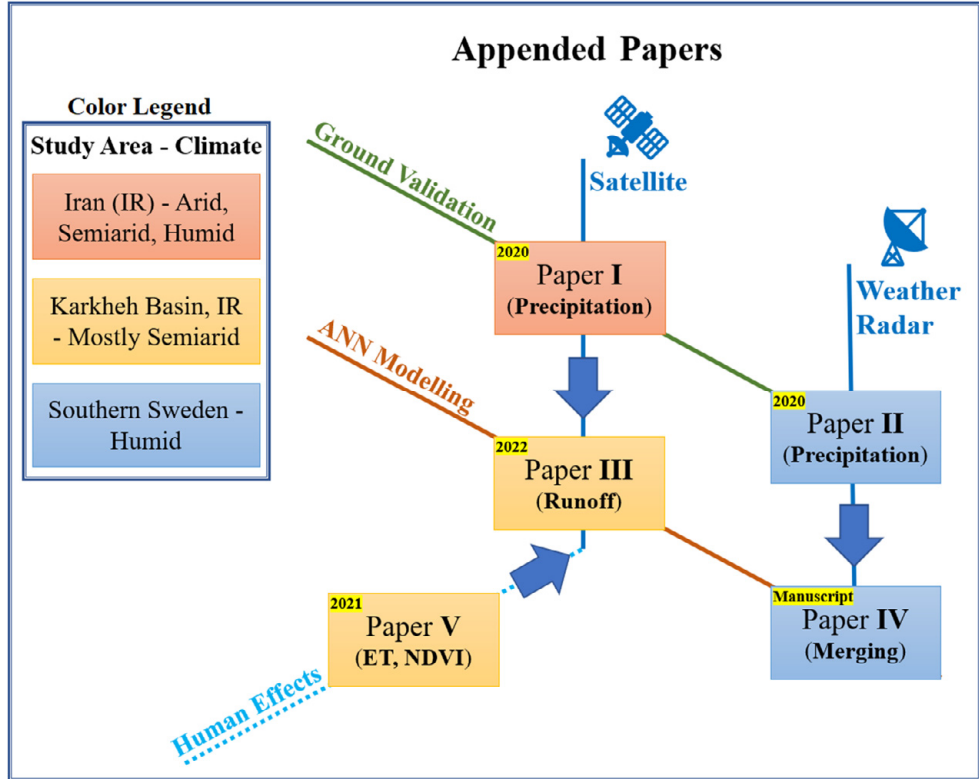 Appended Papers
Color Legend
Study Area - Climate
Iran (IR) - Arid,
Semiarid, Humid
Karkheh Basin, IR
- Mostly Semiarid
Southern Sweden -
Humid
Ground Validation
Satellite
Weather
Radar
2020
Paper I
(Precipitation)
ANN Modelling
2020
Paper II
(Precipitation)
2022
Paper III
(Runoff)
2021
Paper V
(ET, NDVI)
Manuscript
Paper IV
(Merging)
Human Effects